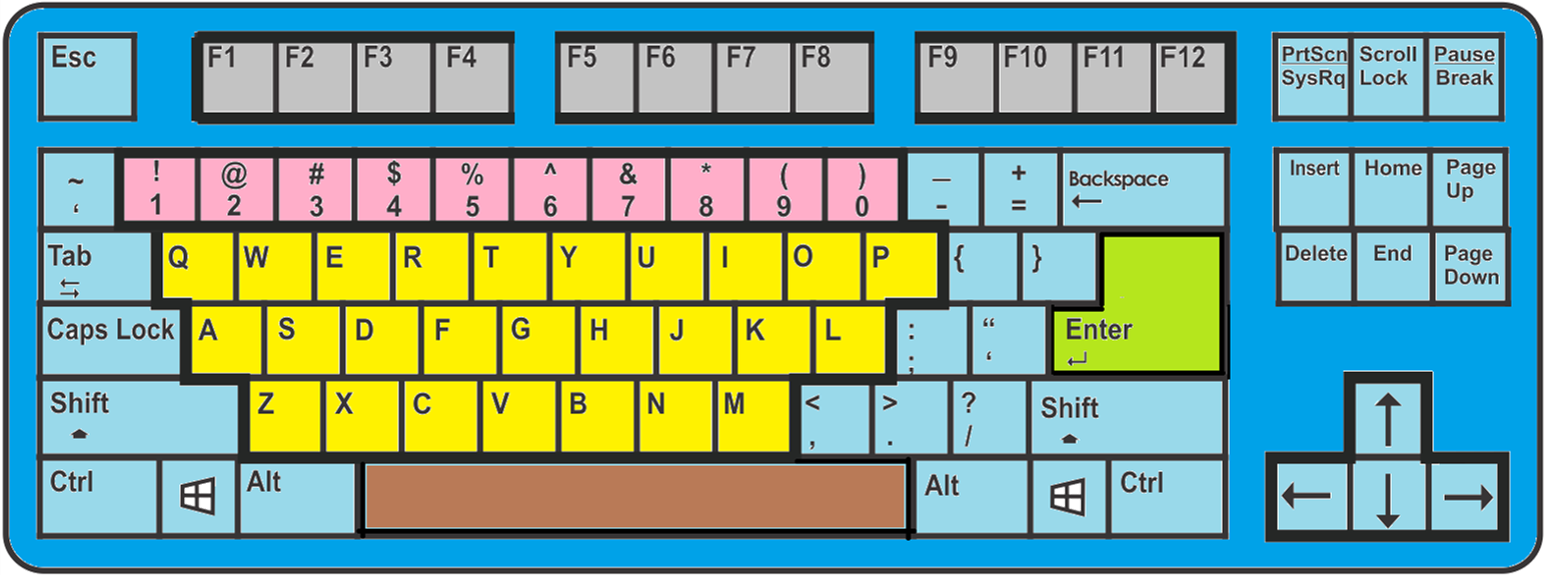 Esc F1 F2 F3 F4 F5 F6 F7 F8 F9 F10 F11 F12 PrtScn Scroll Pause
SysRq Lock Break
~ ! @ # $ % ^ & * ( ) _ + Backspace Insert Home Page
‘ 1 2 3 4 5 6 7 8 9 0 - = ← Up
Tab Q W E R T Y U I O P { } Delete End Page
⇆ Down
Caps Lock A S D F G H J K L : “ Enter
; ‘ ↵
Shift Z X C V B N M < > ? Shift ↑
, . /
Ctrl Alt Alt Ctrl ← ↓ →